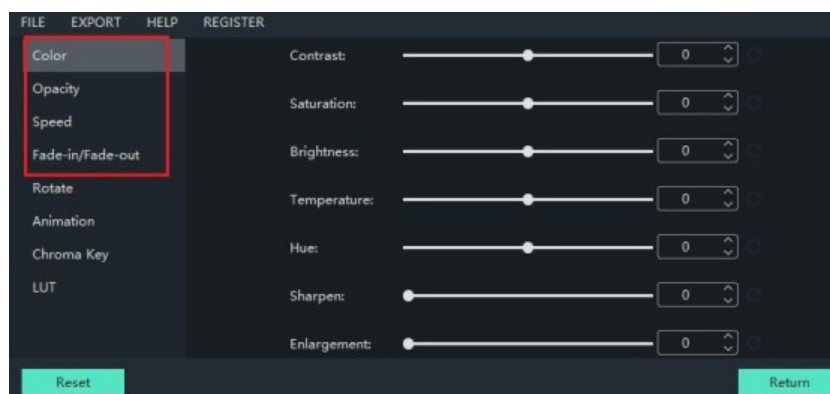 FILE EXPORT HELP REGISTER
Color
Opacity
Speed
Fade-in/Fade-out
Rotate
Animation
Chroma Key
LUT
Contrast: 0
Saturation: 0
Brightness: 0
Temperature: 0
Hue: 0
Sharpen: 0
Enlargement: 0
Reset
Return